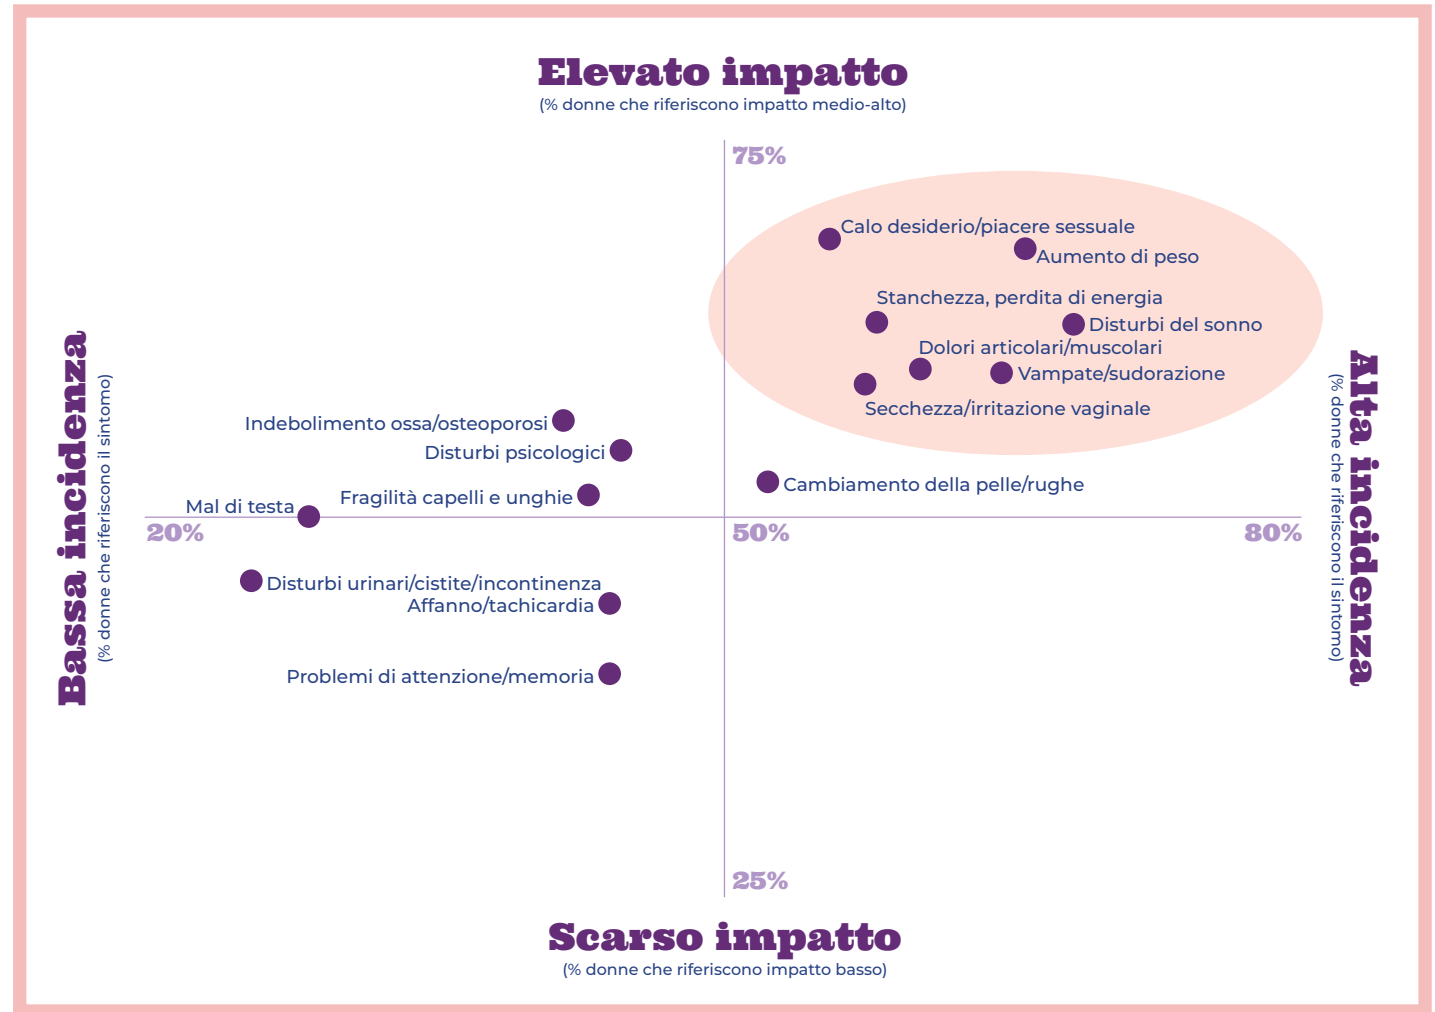 Elevato impatto
(% donne che riferiscono impatto medio-alto)
75%
Calo desiderio/piacere sessuale
Aumento di peso
Stanchezza, perdita di energia
Disturbi del sonno
Dolori articolari/muscolari
Vampate/sudorazione
Secchezza/irritazione vaginale
Indebolimento ossa/osteoporosi
Disturbi psicologici
Cambiamento della pelle/rughe
Fragilità capelli e unghie
Mal di testa
20%
50%
80%
Disturbi urinari/cistite/incontinenza
Affanno/tachicardia
Problemi di attenzione/memoria
25%
Bassa incidenza
(% donne che riferiscono il sintomo)
Alta incidenza
(% donne che riferiscono il sintomo)
Scarso impatto
(% donne che riferiscono impatto basso)